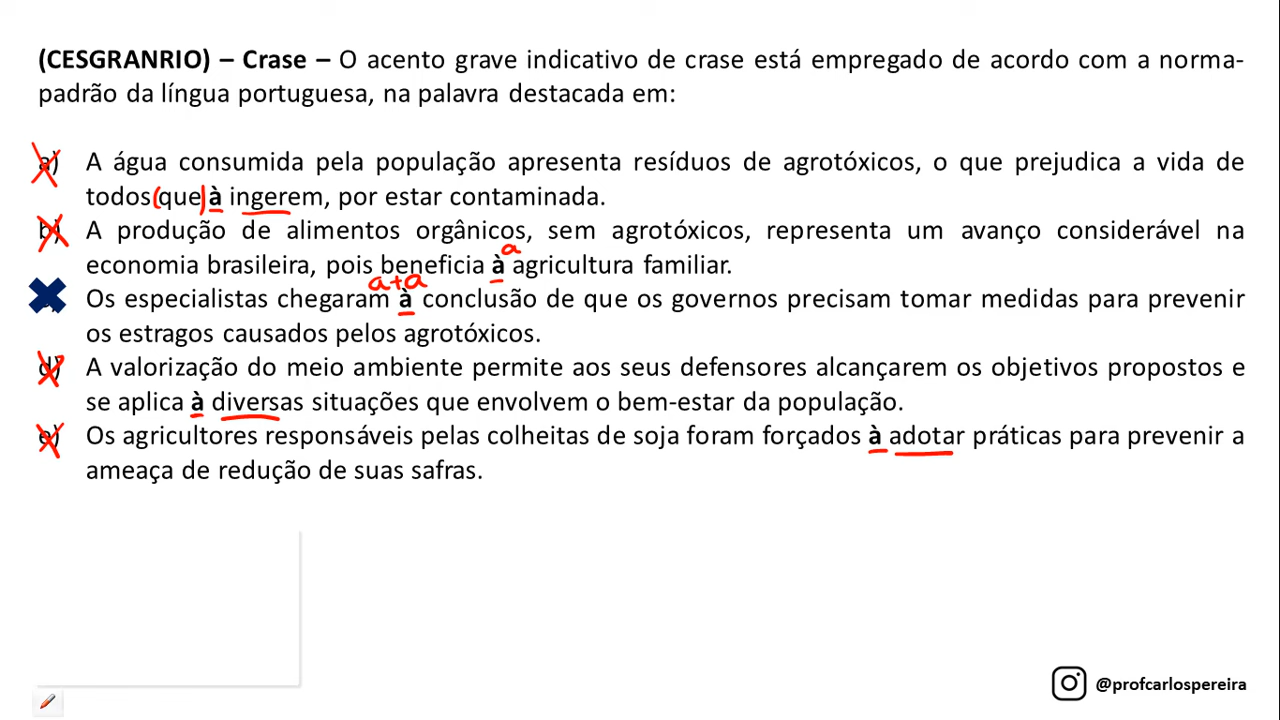 (CESGRANRIO) – Crase – O acento grave indicativo de crase está empregado de acordo com a norma-
padrão da língua portuguesa, na palavra destacada em:
a) A água consumida pela população apresenta resíduos de agrotóxicos, o que prejudica a vida de
todos que à ingerem, por estar contaminada.
b) A produção de alimentos orgânicos, sem agrotóxicos, representa um avanço considerável na
a
economia brasileira, pois beneficia à agricultura familiar.
a+a
Os especialistas chegaram à conclusão de que os governos precisam tomar medidas para prevenir
os estragos causados pelos agrotóxicos.
d) A valorização do meio ambiente permite aos seus defensores alcançarem os objetivos propostos e
se aplica à diversas situações que envolvem o bem-estar da população.
e) Os agricultores responsáveis pelas colheitas de soja foram forçados à adotar práticas para prevenir a
ameaça de redução de suas safras.
@profcarlospereira